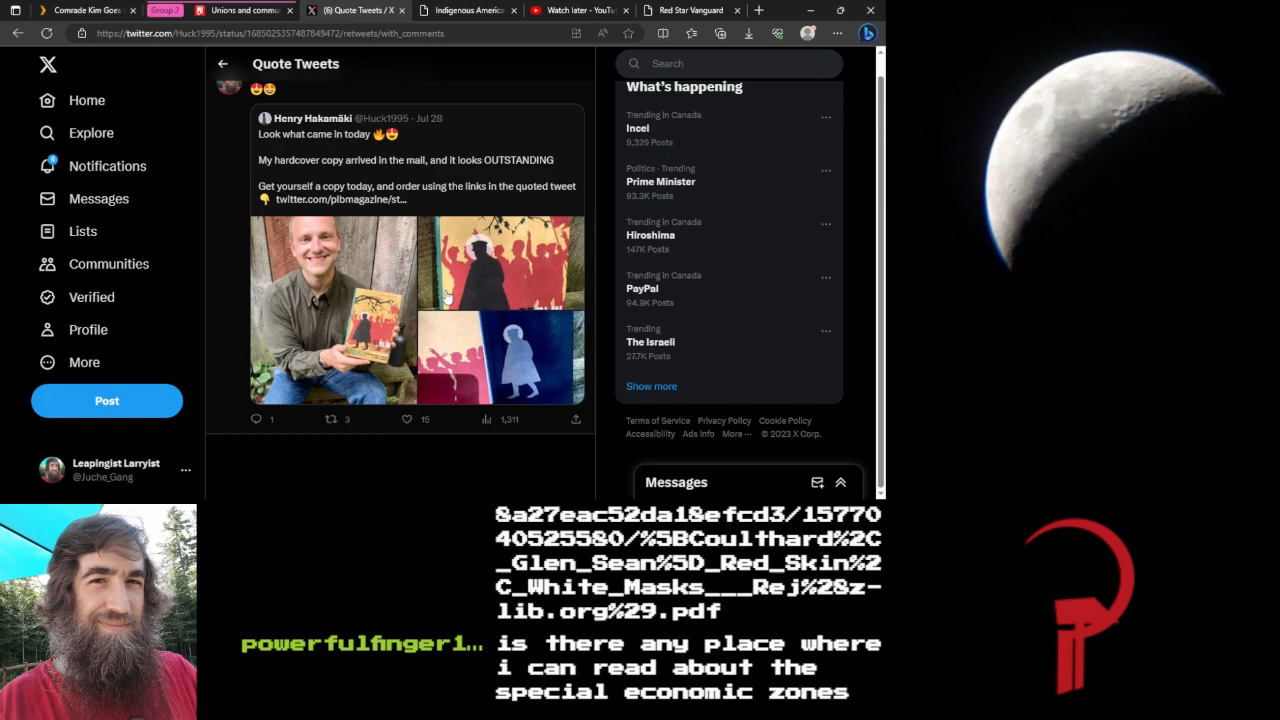 Comrade Kim Goes
Group 2
Unions and commu
(6) Quote Tweets / X
Indigenous America
Watch later - YouTu
Red Star Vanguard
https://twitter.com/Huck1995/status/1685025357487849472/retweets/with_comments
Home
Explore
Notifications
Messages
Lists
Communities
Verified
Profile
More
Post
Leapingist Larryist
@Juche_Gang
Quote Tweets
Henry Hakamäki @Huck1995 · Jul 28
Look what came in today 🔥😍
My hardcover copy arrived in the mail, and it looks OUTSTANDING
Get yourself a copy today, and order using the links in the quoted tweet
👇 twitter.com/plbmagazine/st...
1 3 15 1,311
Search
What's happening
Trending in Canada
Incel
9,329 Posts
Politics · Trending
Prime Minister
93.3K Posts
Trending in Canada
Hiroshima
147K Posts
Trending in Canada
PayPal
94.9K Posts
Trending
The Israeli
27.7K Posts
Show more
Terms of Service Privacy Policy Cookie Policy
Accessibility Ads info More ··· © 2023 X Corp.
Messages
8a27eac52da18efcd3/15770
40525580/%5BCoulthard%2C
_Glen_Sean%5D_Red_Skin%2
C_White_Masks___Rej%28z-
lib.org%29.pdf
powerfulfinger1... is there any place where
i can read about the
special economic zones